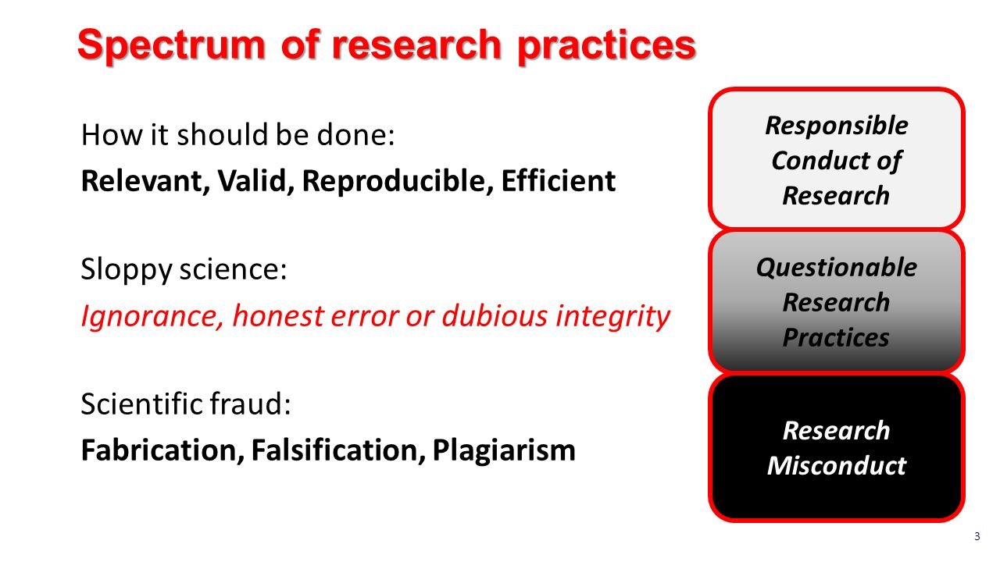 Spectrum of research practices
How it should be done:
Relevant, Valid, Reproducible, Efficient
Sloppy science:
Ignorance, honest error or dubious integrity
Scientific fraud:
Fabrication, Falsification, Plagiarism
Responsible
Conduct of
Research
Questionable
Research
Practices
Research
Misconduct
3